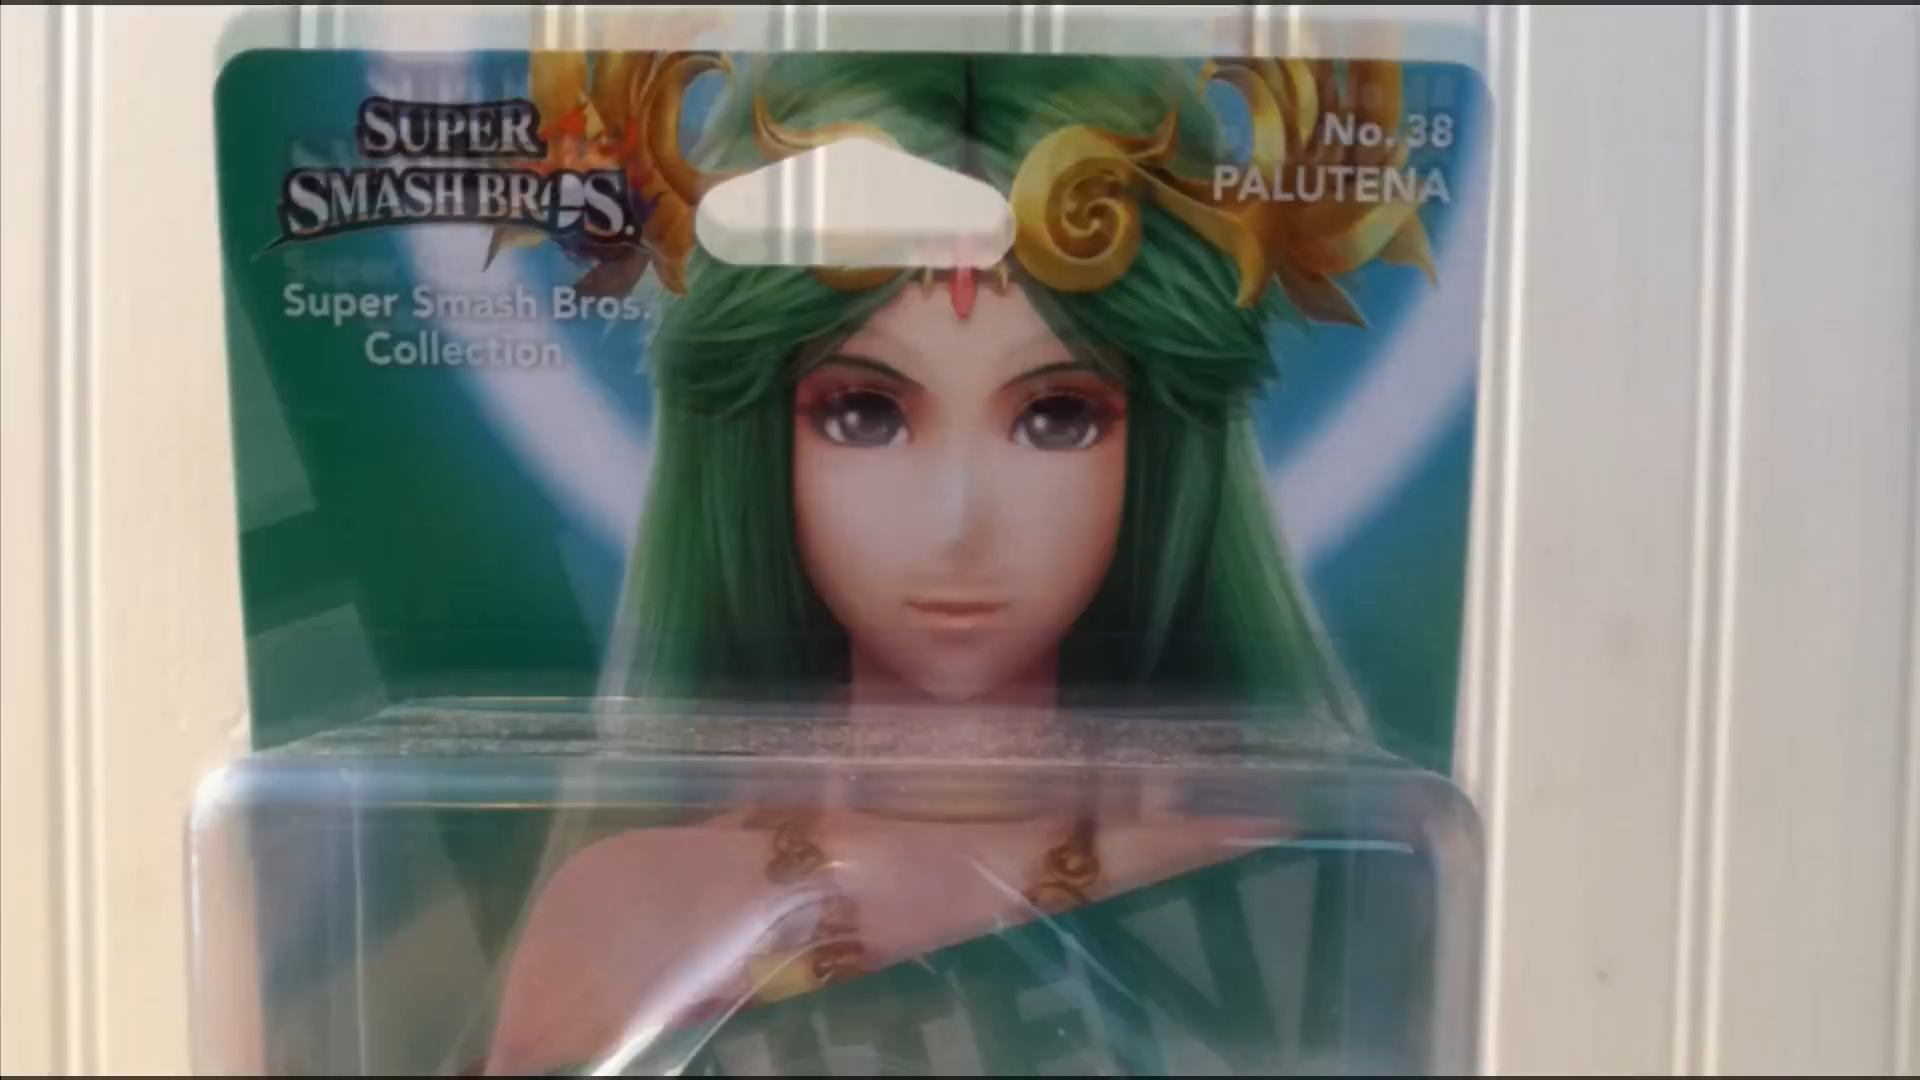 SUPER
SMASH BROS.
Super Smash Bros.
Collection
No. 38
PALUTENA